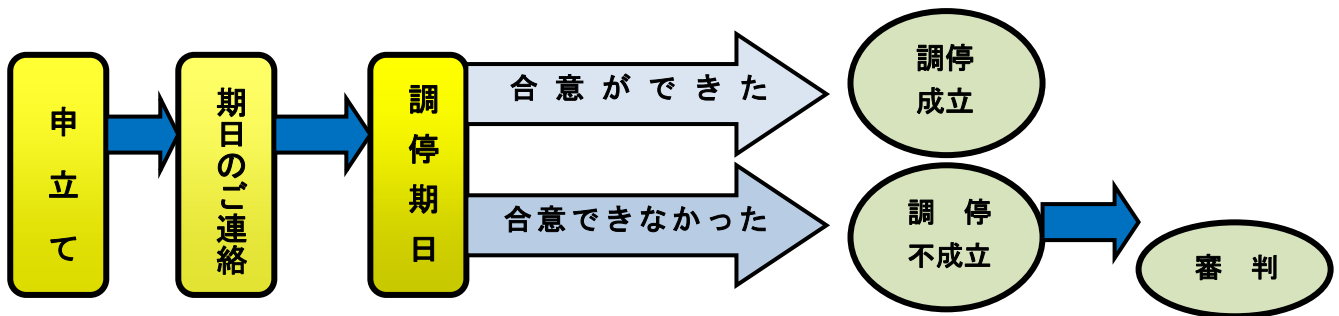 申立て
期日のご連絡
調停期日
合意ができた
調停
成立
合意できなかった
調停
不成立
審判